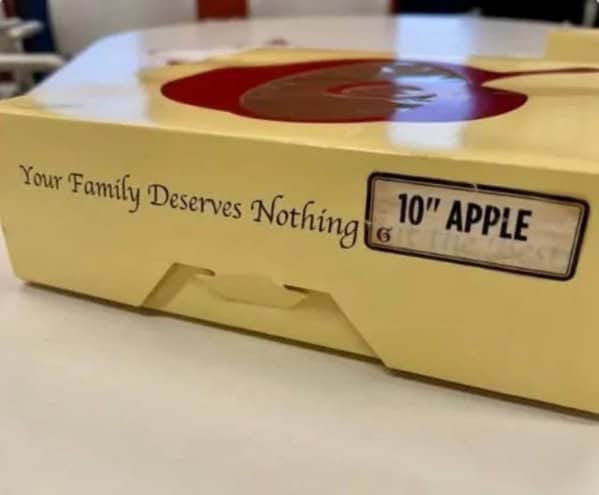 Your Family Deserves Nothing
10" APPLE
G